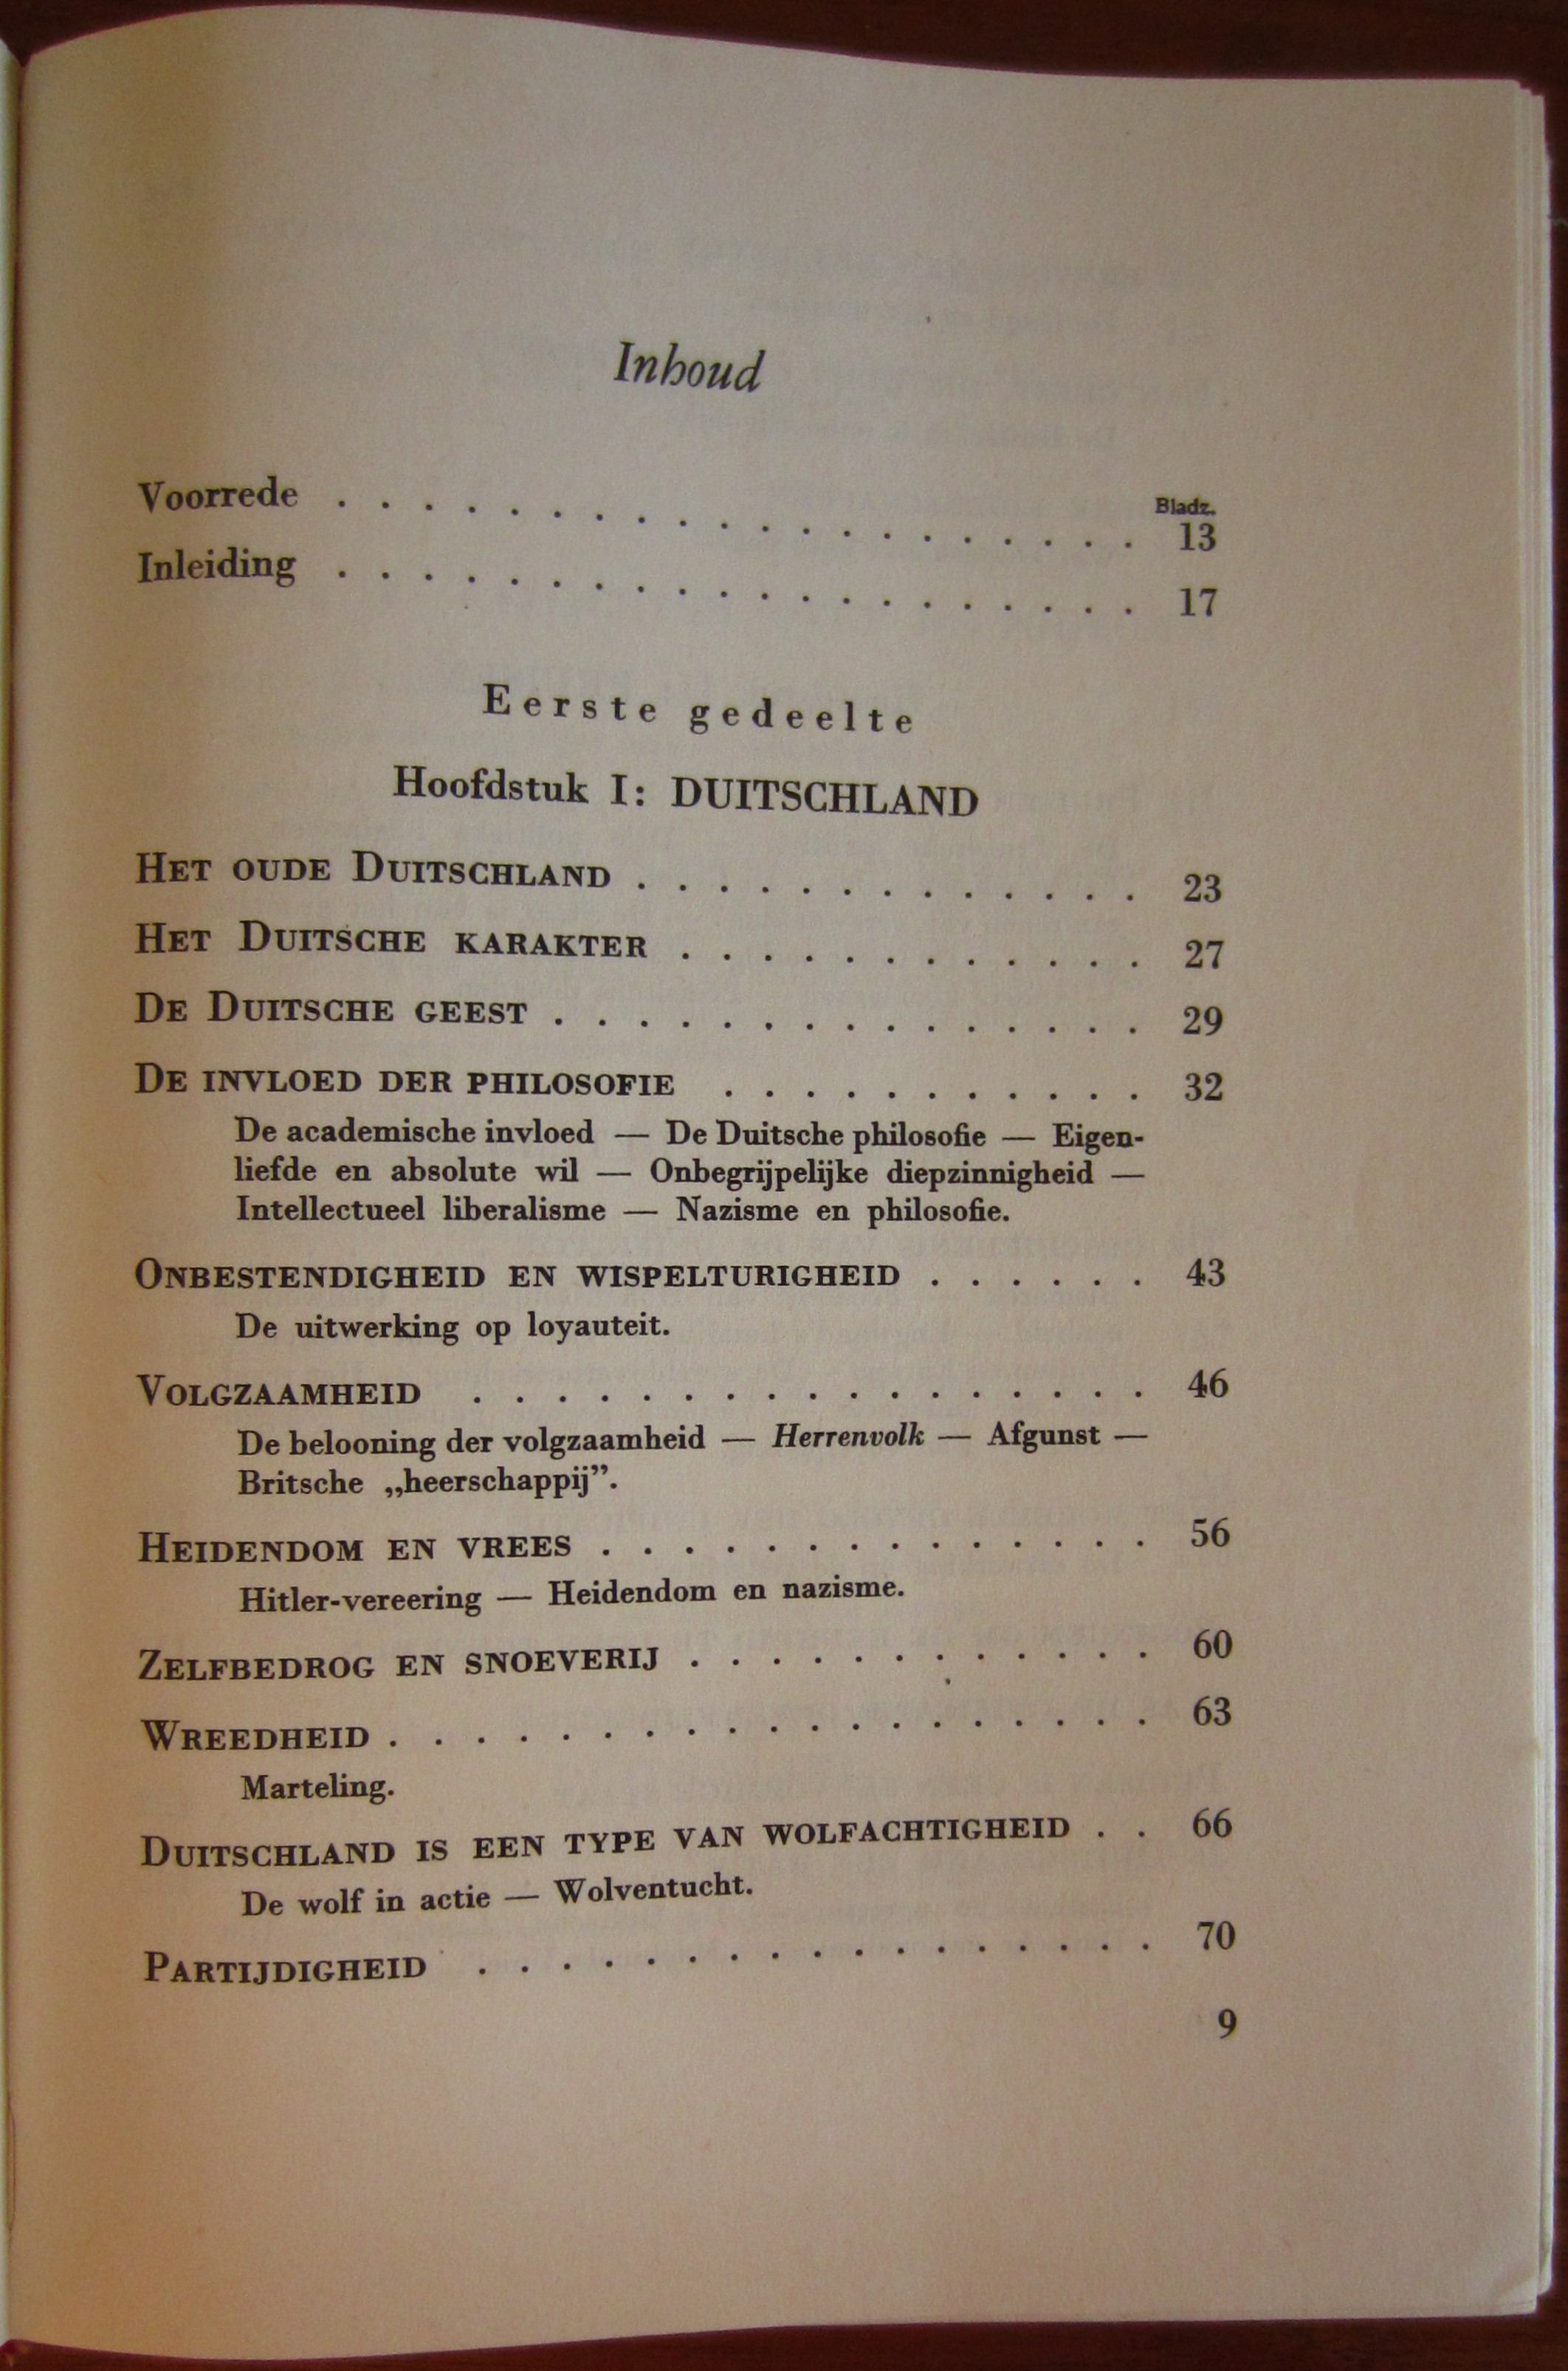 Inhoud
Bladz.
Voorrede . . . . . . . . . . . . . . . . . . . . 13
Inleiding . . . . . . . . . . . . . . . . . . . . 17
Eerste gedeelte
Hoofdstuk I: DUITSCHLAND
HET OUDE DUITSCHLAND . . . . . . . . . . . . . 23
HET DUITSCHE KARAKTER . . . . . . . . . . . . 27
DE DUITSCHE GEEST . . . . . . . . . . . . . . . 29
DE INVLOED DER PHILOSOFIE . . . . . . . . . . . 32
De academische invloed — De Duitsche philosofie — Eigen-
liefde en absolute wil — Onbegrijpelijke diepzinnigheid —
Intellectueel liberalisme — Nazisme en philosofie.
ONBESTENDIGHEID EN WISPELTURIGHEID . . . . . . 43
De uitwerking op loyauteit.
VOLGZAAMHEID . . . . . . . . . . . . . . . . . 46
De belooning der volgzaamheid — Herrenvolk — Afgunst —
Britsche „heerschappij”.
HEIDENDOM EN VREES . . . . . . . . . . . . . . 56
Hitler-vereering — Heidendom en nazisme.
ZELFBEDROG EN SNOEVERIJ . . . . . . . . . . . . 60
WREEDHEID . . . . . . . . . . . . . . . . . . . 63
Marteling.
DUITSCHLAND IS EEN TYPE VAN WOLFACHTIGHEID . . 66
De wolf in actie — Wolventucht.
PARTIJDIGHEID . . . . . . . . . . . . . . . . . 70
9